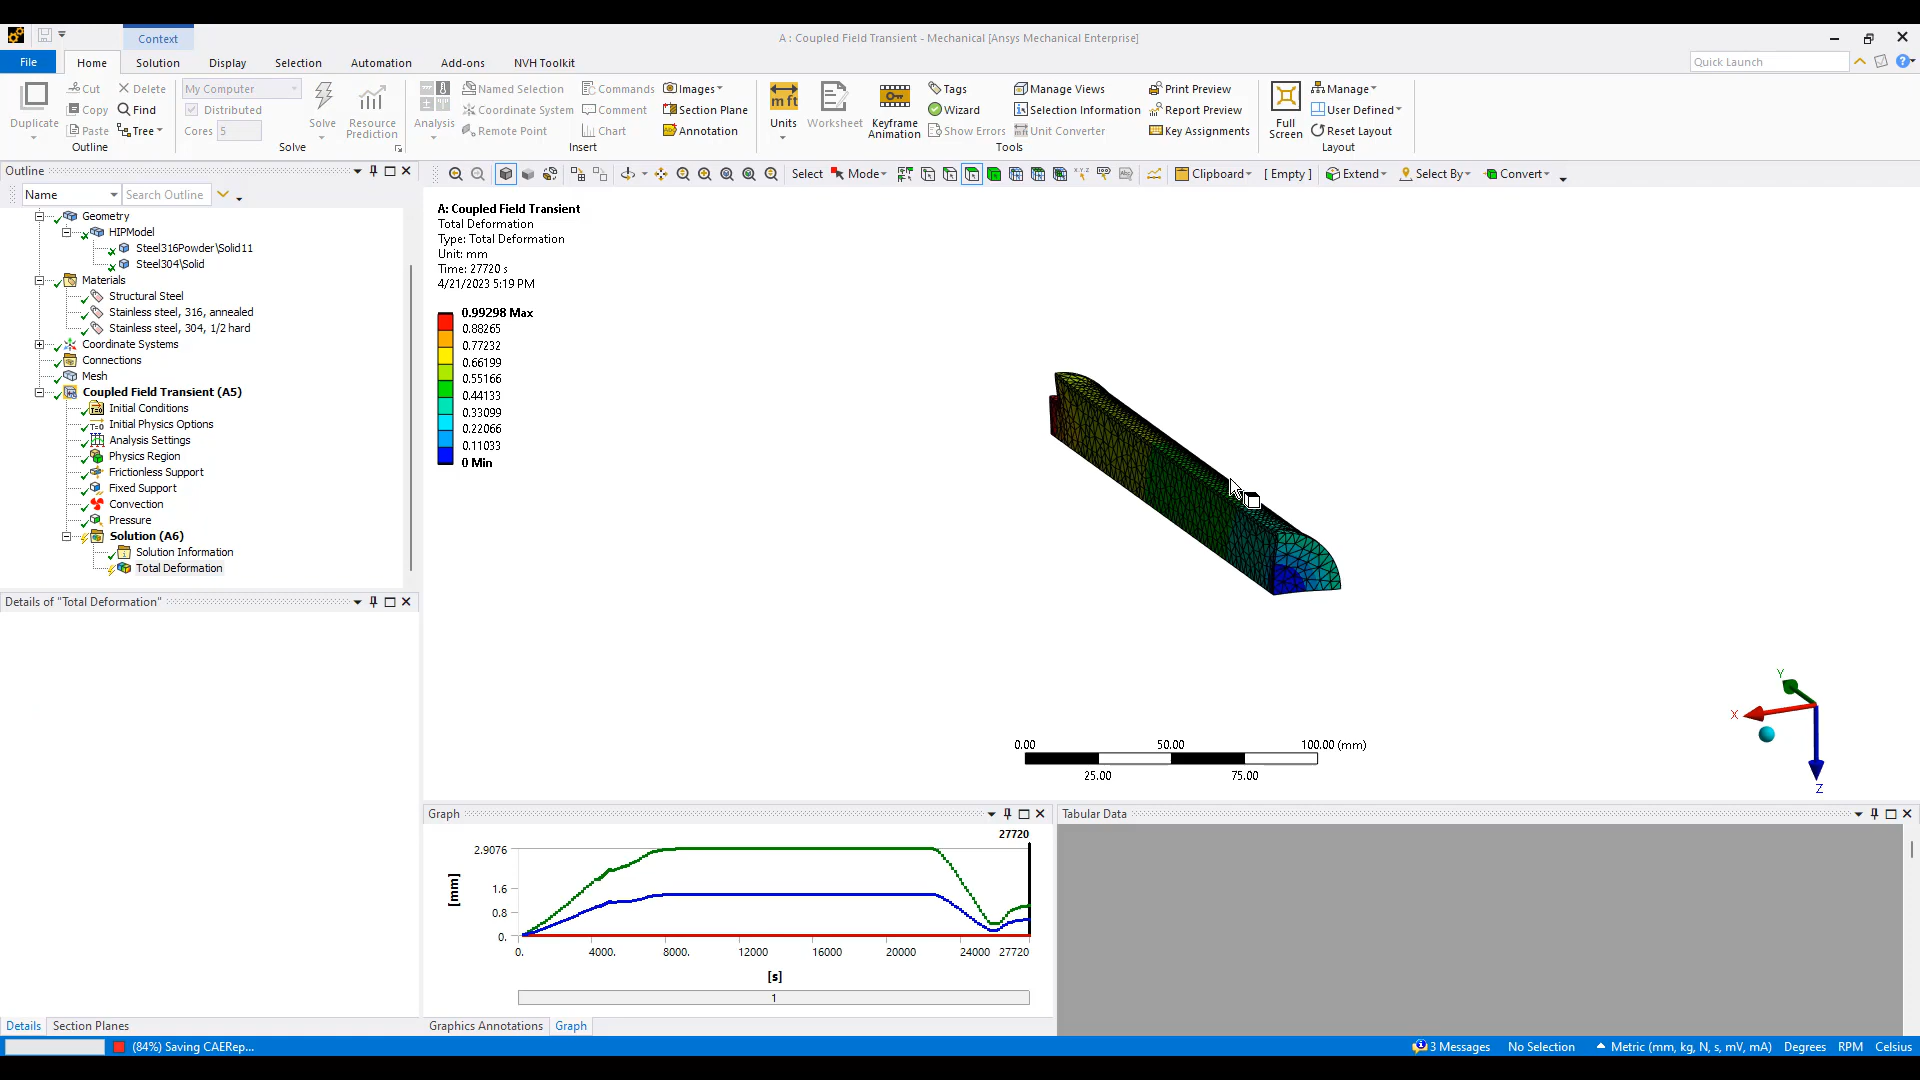 Context
A : Coupled Field Transient - Mechanical [Ansys Mechanical Enterprise]
File Home Solution Display Selection Automation Add-ons NVH Toolkit
Quick Launch
Duplicate
Cut
Copy
Paste
Delete
Find
Tree
Outline
My Computer
Distributed
Cores 5
Solve
Resource Prediction
Solve
Analysis
Named Selection
Coordinate System
Remote Point
Commands
Comment
Chart
Images
Section Plane
Annotation
Insert
Units
Worksheet
Keyframe Animation
Tags
Wizard
Show Errors
Manage Views
Selection Information
Unit Converter
Print Preview
Report Preview
Key Assignments
Tools
Full Screen
Manage
User Defined
Reset Layout
Layout
Outline
Name Search Outline
Select Mode Clipboard [ Empty ] Extend Select By Convert
Geometry
HIPModel
Steel316Powder\Solid11
Steel304\Solid
Materials
Structural Steel
Stainless steel, 316, annealed
Stainless steel, 304, 1/2 hard
Coordinate Systems
Connections
Mesh
Coupled Field Transient (A5)
Initial Conditions
Initial Physics Options
Analysis Settings
Physics Region
Frictionless Support
Fixed Support
Convection
Pressure
Solution (A6)
Solution Information
Total Deformation
Details of "Total Deformation"
Details Section Planes
A: Coupled Field Transient
Total Deformation
Type: Total Deformation
Unit: mm
Time: 27720 s
4/21/2023 5:19 PM
0.99298 Max
0.88265
0.77232
0.66199
0.55166
0.44133
0.33099
0.22066
0.11033
0 Min
0.00 50.00 100.00 (mm)
25.00 75.00
Y
X
Z
Graph
27720
2.9076
1.6
0.8
0.
[mm]
0. 4000. 8000. 12000 16000 20000 24000 27720
[s]
1
Graphics Annotations Graph
Tabular Data
(84%) Saving CAERep...
3 Messages No Selection Metric (mm, kg, N, s, mV, mA) Degrees RPM Celsius